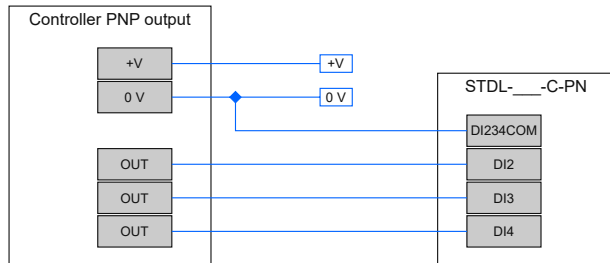 Controller PNP output
+V
+V
0 V
0 V
STDL-___-C-PN
DI234COM
OUT
DI2
OUT
DI3
OUT
DI4